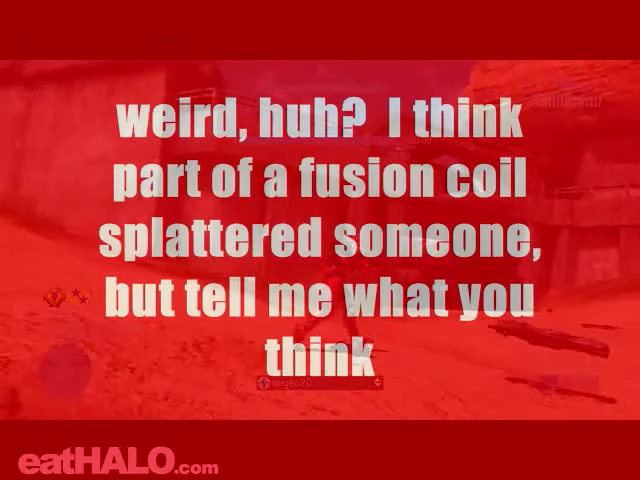 weird, huh? I think
part of a fusion coil
splattered someone,
but tell me what you
think
eatHALO.com